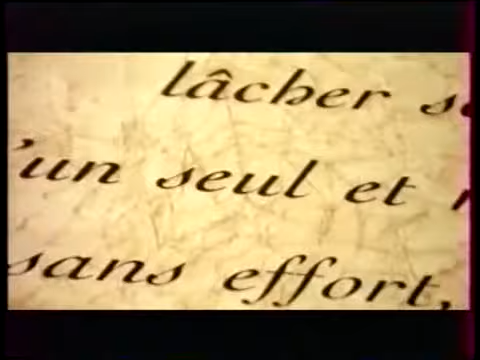 lâcher s
'un seul et
sans effort,